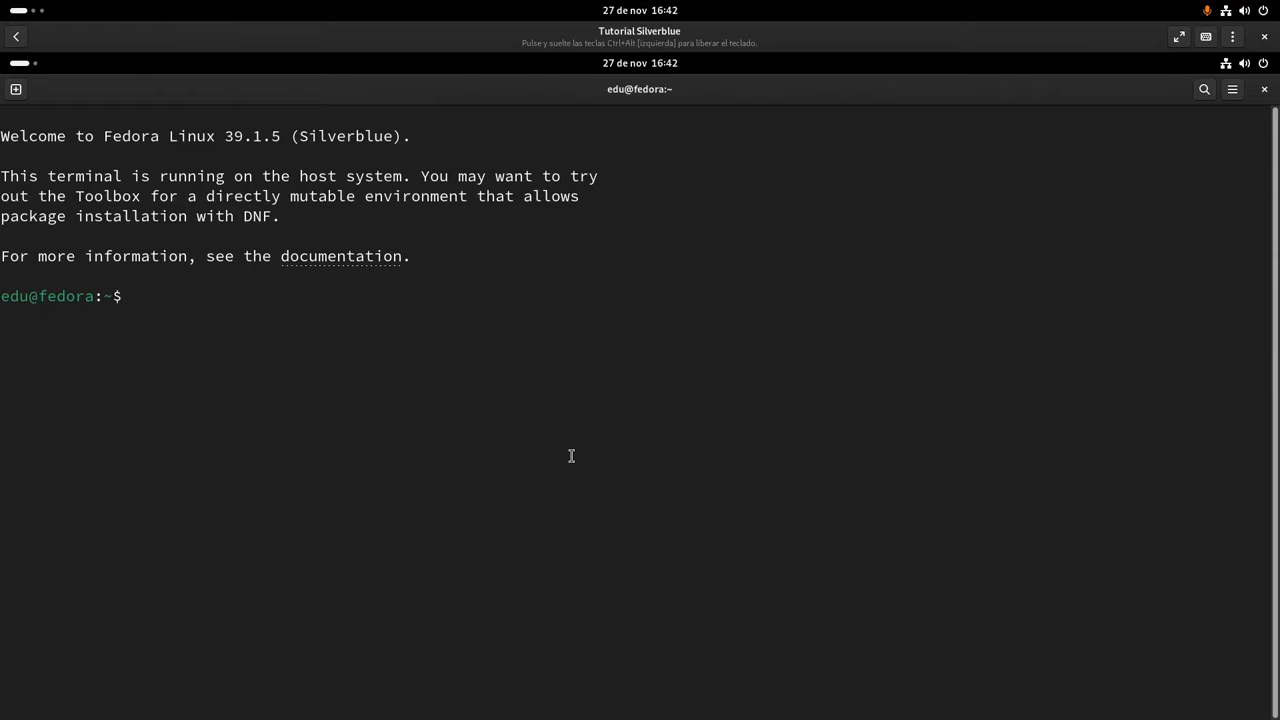 27 de nov 16:42
Tutorial Silverblue
Pulse y suelte las teclas Ctrl+Alt [izquierda] para liberar el teclado.
27 de nov 16:42
edu@fedora:~
Welcome to Fedora Linux 39.1.5 (Silverblue).
This terminal is running on the host system. You may want to try
out the Toolbox for a directly mutable environment that allows
package installation with DNF.
For more information, see the documentation.
edu@fedora:~$